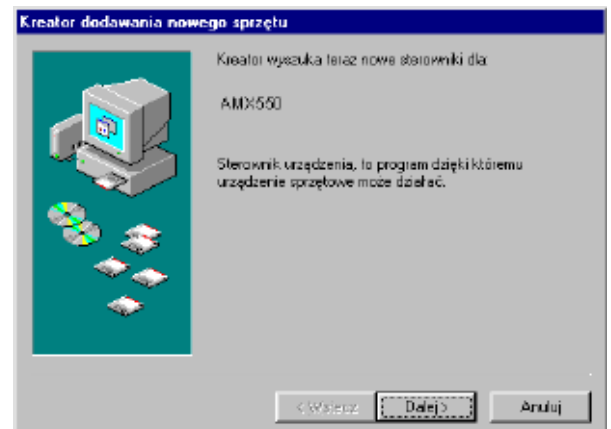 Kreator dodawania nowego sprzętu
Kreator wyszuka teraz nowe sterowniki dla:
AMX550
Sterownik urządzenia, to program dzięki któremu
urządzenie sprzętowe może działać.
< Wstecz Dalej > Anuluj